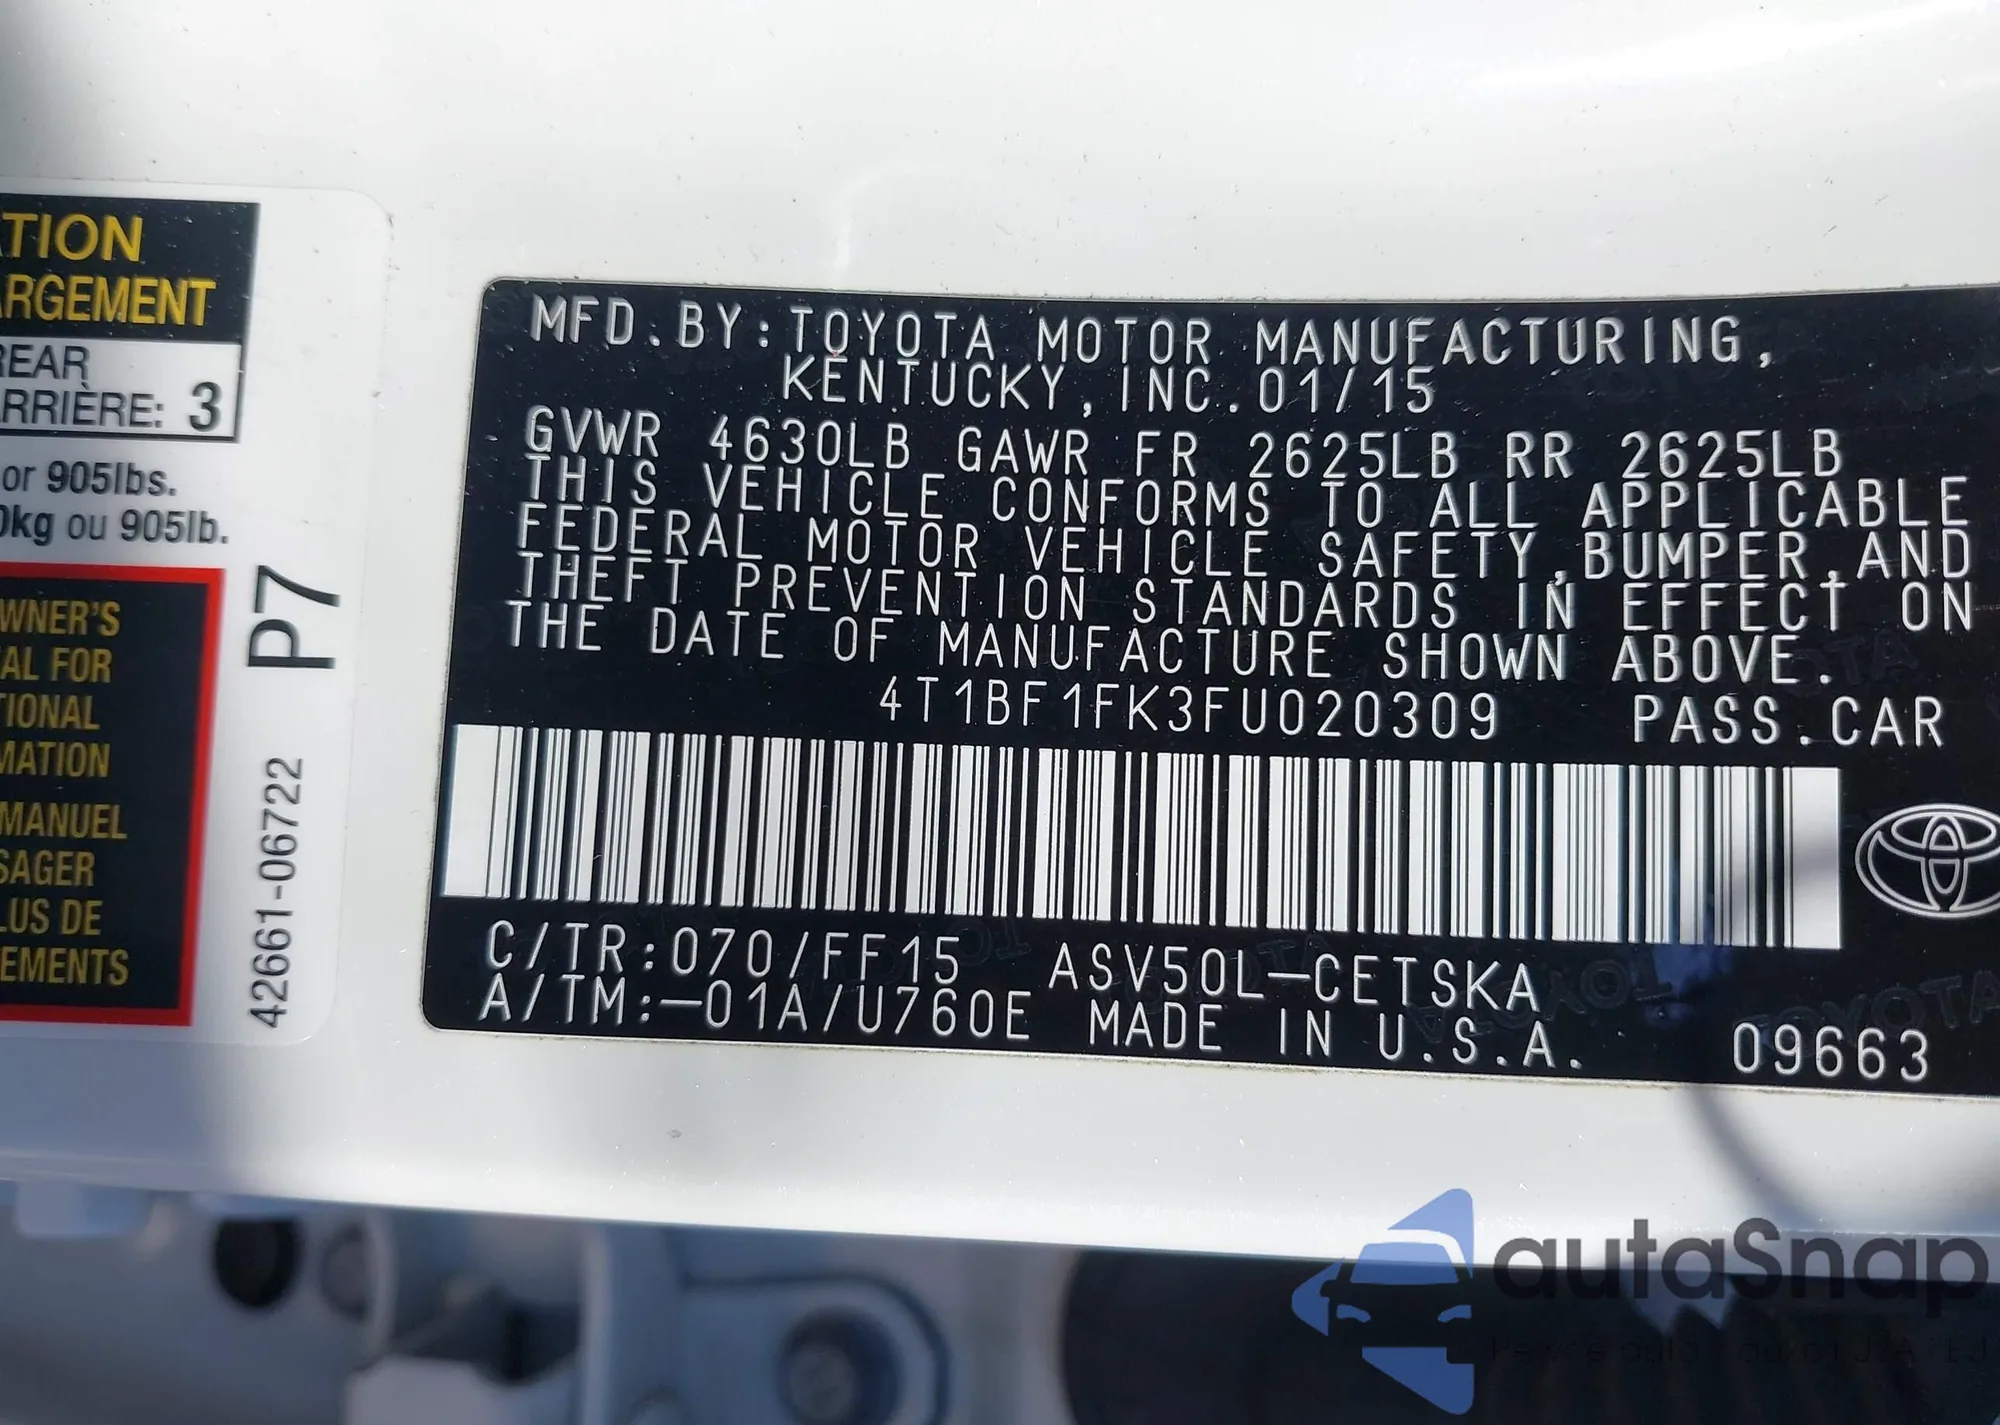 TION
ARGEMENT
REAR
ARRIÈRE: 3
or 905lbs.
0kg ou 905lb.
WNER'S
AL FOR
TIONAL
MATION
MANUEL
SAGER
LUS DE
EMENTS
P7
42661-06722
MFD.BY:TOYOTA MOTOR MANUFACTURING,
KENTUCKY,INC.01/15
GVWR 4630LB GAWR FR 2625LB RR 2625LB
THIS VEHICLE CONFORMS TO ALL APPLICABLE
FEDERAL MOTOR VEHICLE SAFETY,BUMPER,AND
THEFT PREVENTION STANDARDS IN EFFECT ON
THE DATE OF MANUFACTURE SHOWN ABOVE.
4T1BF1FK3FU020309 PASS.CAR
C/TR:070/FF15 ASV50L-CETSKA
A/TM:-01A/U760E MADE IN U.S.A. 09663
autaSnap